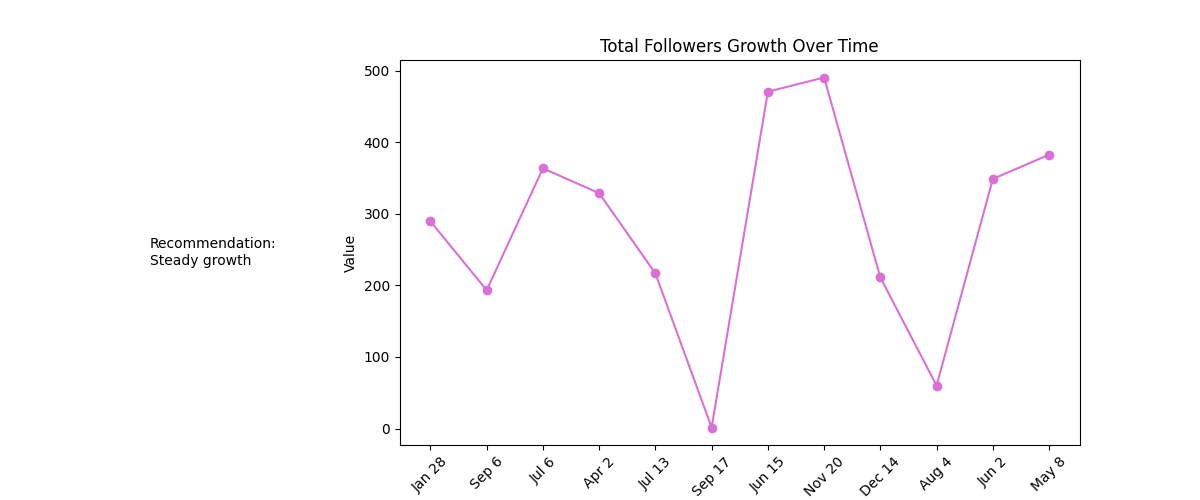 Total Followers Growth Over Time
Recommendation:
Steady growth
Value
500
400
300
200
100
0
Jan 28
Sep 6
Jul 6
Apr 2
Jul 13
Sep 17
Jun 15
Nov 20
Dec 14
Aug 4
Jun 2
May 8